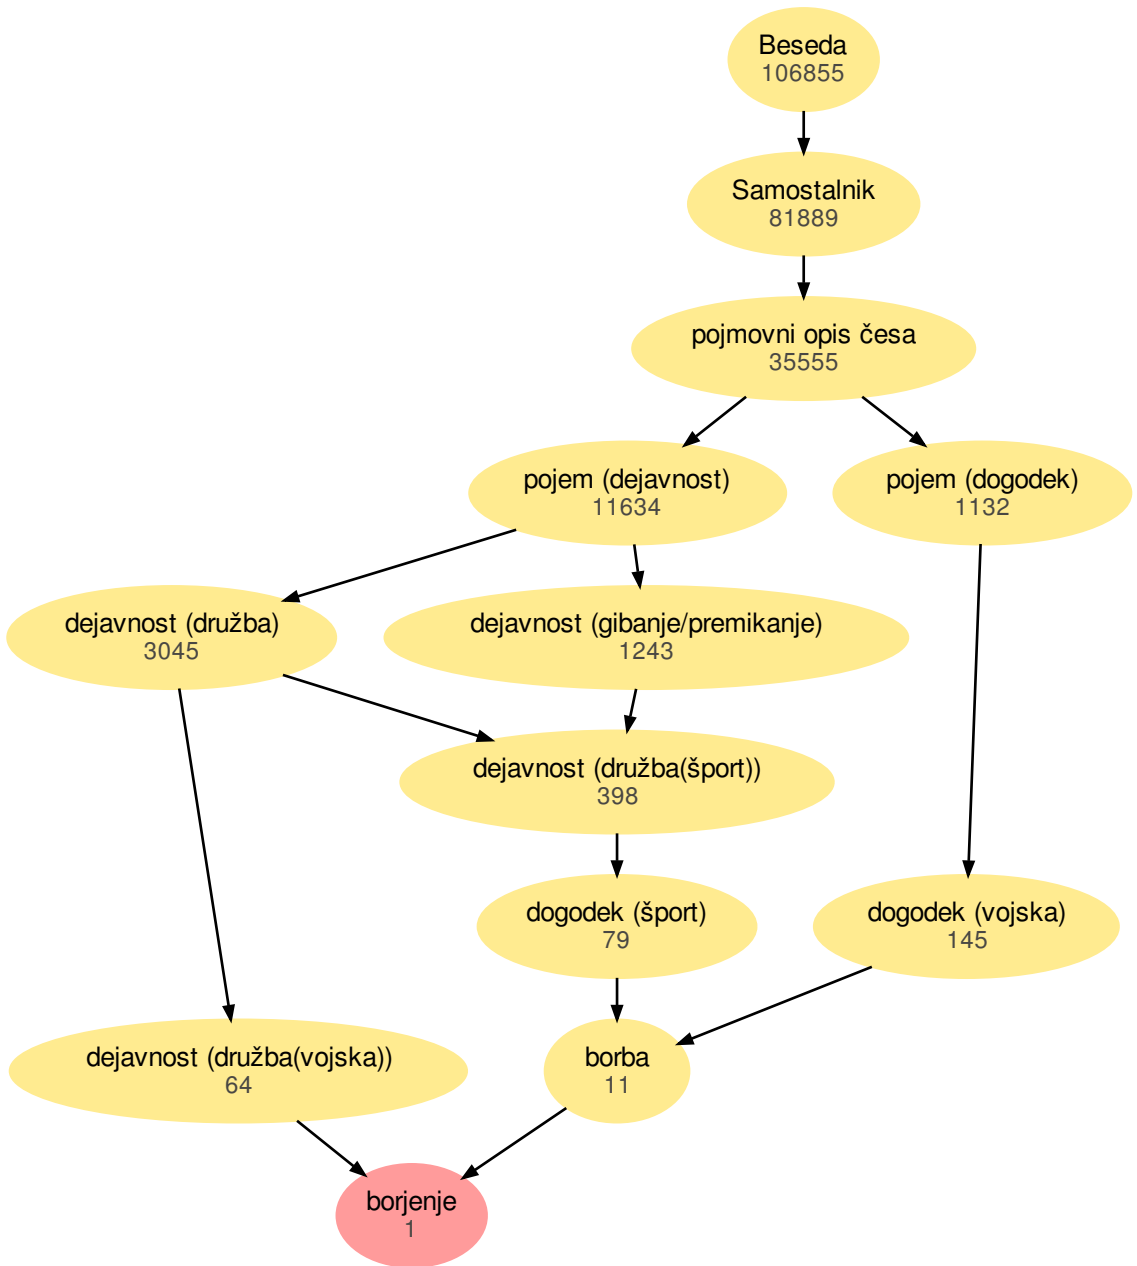 Beseda
106855
Samostalnik
81889
pojmovni opis česa
35555
pojem (dejavnost)
11634
pojem (dogodek)
1132
dejavnost (družba)
3045
dejavnost (gibanje/premikanje)
1243
dejavnost (družba(šport))
398
dogodek (šport)
79
dogodek (vojska)
145
dejavnost (družba(vojska))
64
borba
11
borjenje
1